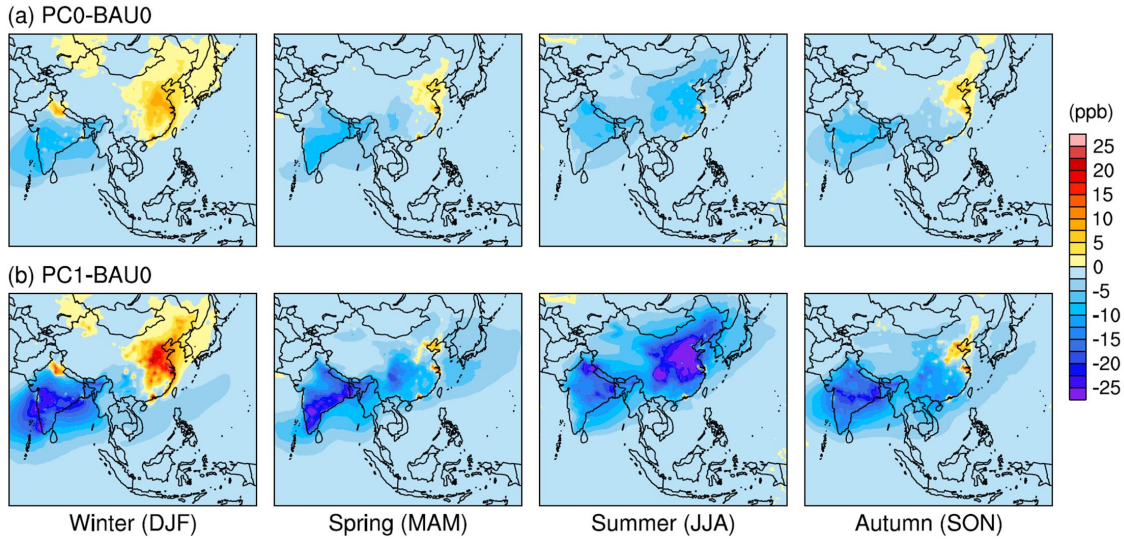 (a) PC0-BAU0
(ppb)
25
20
15
10
5
0
-5
-10
-15
-20
-25
(b) PC1-BAU0
Winter (DJF)
Spring (MAM)
Summer (JJA)
Autumn (SON)